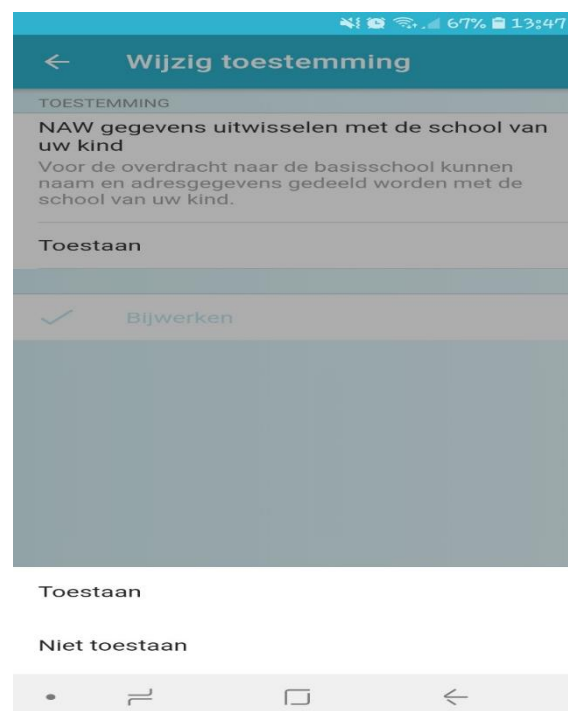 67% 13:47
Wijzig toestemming
TOESTEMMING
NAW gegevens uitwisselen met de school van
uw kind
Voor de overdracht naar de basisschool kunnen
naam en adresgegevens gedeeld worden met de
school van uw kind.
Toestaan
Bijwerken
Toestaan
Niet toestaan